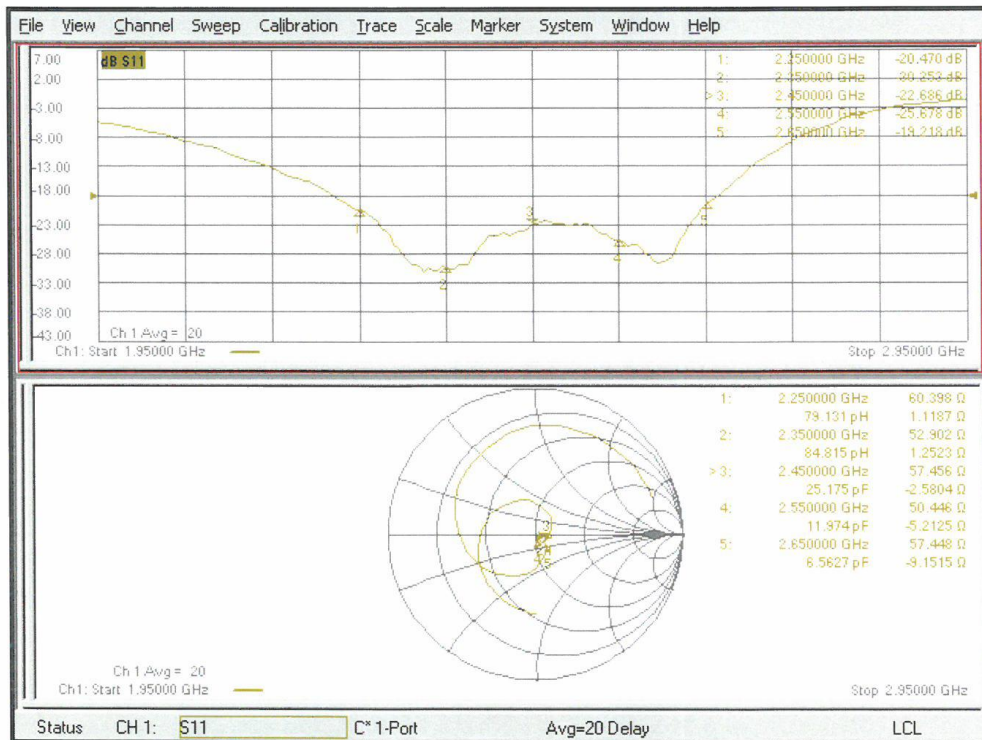 File View Channel Sweep Calibration Trace Scale Marker System Window Help
dB S11
7.00
2.00
-3.00
-8.00
-13.00
-18.00
-23.00
-28.00
-33.00
-38.00
-43.00
1: 2.250000 GHz -20.470 dB
2: 2.350000 GHz -30.253 dB
> 3: 2.450000 GHz -22.686 dB
4: 2.550000 GHz -25.678 dB
5: 2.650000 GHz -19.218 dB
3
2
4
5
Ch 1 Avg = 20
Ch1: Start 1.95000 GHz
Stop 2.95000 GHz
1: 2.250000 GHz 60.398 Ω
79.131 pH 1.1187 Ω
2: 2.350000 GHz 52.902 Ω
84.815 pH 1.2523 Ω
> 3: 2.450000 GHz 57.456 Ω
25.175 pF -2.5804 Ω
4: 2.550000 GHz 50.446 Ω
11.974 pF -5.2125 Ω
5: 2.650000 GHz 57.448 Ω
6.5627 pF -9.1515 Ω
3
5
Ch 1 Avg = 20
Ch1: Start 1.95000 GHz
Stop 2.95000 GHz
Status CH 1: S11 C* 1-Port Avg=20 Delay LCL